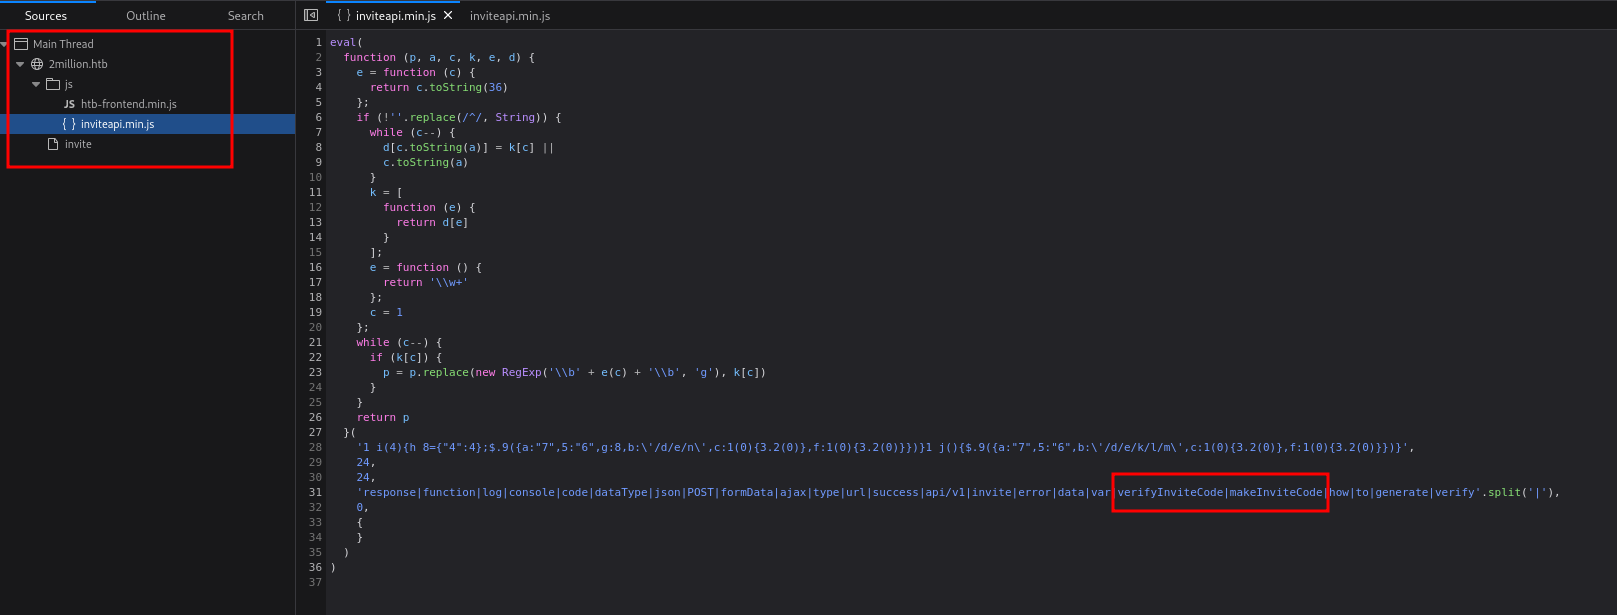 Sources Outline Search
{ } inviteapi.min.js inviteapi.min.js
Main Thread
2million.htb
js
JS htb-frontend.min.js
{ } inviteapi.min.js
invite
1 eval(
2 function (p, a, c, k, e, d) {
3 e = function (c) {
4 return c.toString(36)
5 };
6 if (!''.replace(/^/, String)) {
7 while (c--) {
8 d[c.toString(a)] = k[c] ||
9 c.toString(a)
10 }
11 k = [
12 function (e) {
13 return d[e]
14 }
15 ];
16 e = function () {
17 return '\\w+'
18 };
19 c = 1
20 };
21 while (c--) {
22 if (k[c]) {
23 p = p.replace(new RegExp('\\b' + e(c) + '\\b', 'g'), k[c])
24 }
25 }
26 return p
27 }(
28 '1 i(4){h 8={"4":4};$.9({a:"7",5:"6",g:8,b:\'/d/e/n\',c:1(0){3.2(0)},f:1(0){3.2(0)}})}1 j(){$.9({a:"7",5:"6",b:\'/d/e/k/l/m\',c:1(0){3.2(0)},f:1(0){3.2(0)}})}',
29 24,
30 24,
31 'response|function|log|console|code|dataType|json|POST|formData|ajax|type|url|success|api/v1|invite|error|data|var|verifyInviteCode|makeInviteCode|how|to|generate|verify'.split('|'),
32 0,
33 {
34 }
35 )
36 )
37